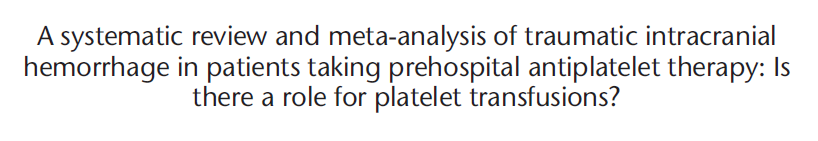 A systematic review and meta-analysis of traumatic intracranial
hemorrhage in patients taking prehospital antiplatelet therapy: Is
there a role for platelet transfusions?